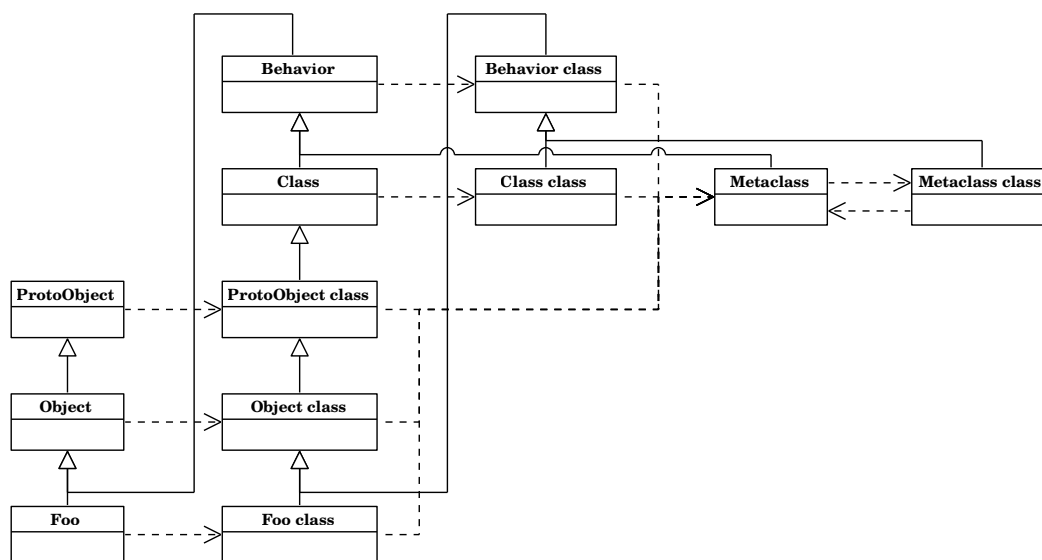 Behavior
Behavior class
Class
Class class
Metaclass
Metaclass class
ProtoObject
ProtoObject class
Object
Object class
Foo
Foo class